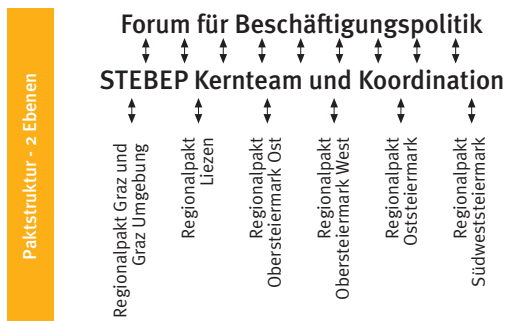 Paktstruktur - 2 Ebenen
Forum für Beschäftigungspolitik
STEBEP Kernteam und Koordination
Regionalpakt Graz und
Graz Umgebung
Regionalpakt
Liezen
Regionalpakt
Obersteiermark Ost
Regionalpakt
Obersteiermark West
Regionalpakt
Oststeiermark
Regionalpakt
Südweststeiermark